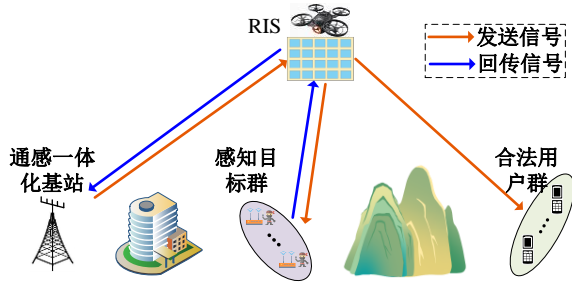 RIS
发送信号
回传信号
通感一体
化基站
感知目
标群
合法用
户群